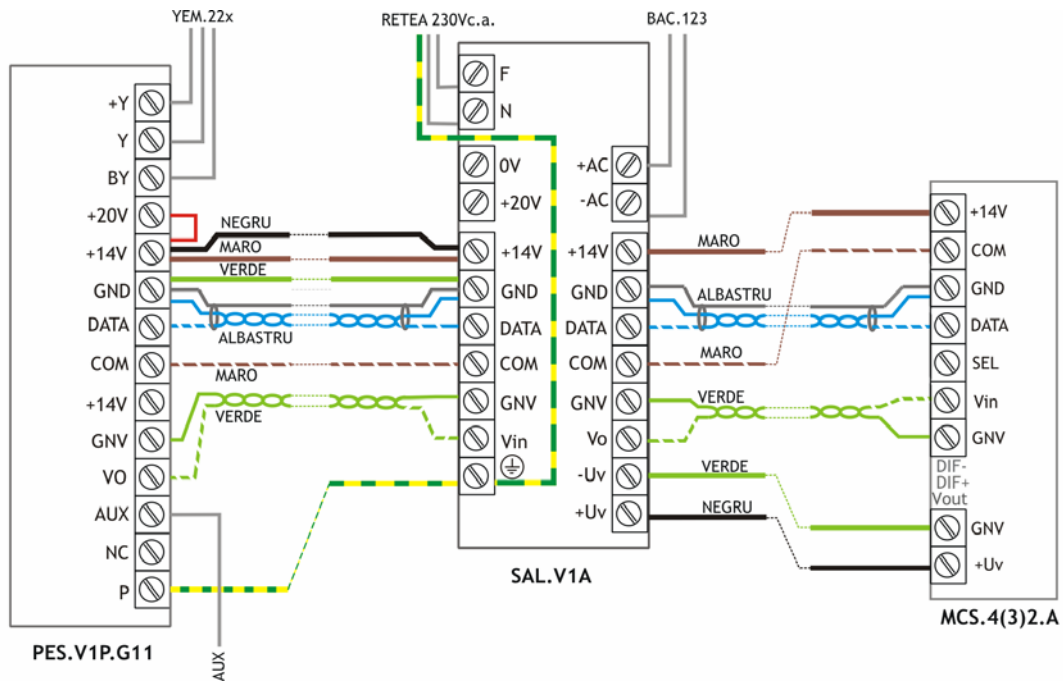 YEM.22x
RETEA 230Vc.a.
BAC.123
+Y
Y
BY
+20V
+14V
GND
DATA
COM
+14V
GNV
VO
AUX
NC
P
PES.V1P.G11
AUX
NEGRU
MARO
VERDE
ALBASTRU
MARO
VERDE
F
N
0V
+20V
+14V
GND
DATA
COM
GNV
Vin
+AC
-AC
+14V
GND
DATA
COM
GNV
Vo
-Uv
+Uv
SAL.V1A
MARO
ALBASTRU
MARO
VERDE
VERDE
NEGRU
+14V
COM
GND
DATA
SEL
Vin
GNV
DIF-
DIF+
Vout
GNV
+Uv
MCS.4(3)2.A